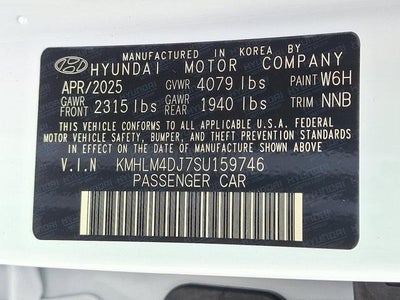 MANUFACTURED IN KOREA BY
HYUNDAI MOTOR COMPANY
APR/2025 GVWR 4079 lbs PAINT W6H
GAWR FRONT 2315 lbs GAWR REAR 1940 lbs TRIM NNB
THIS VEHICLE CONFORMS TO ALL APPLICABLE U.S.A. FEDERAL
MOTOR VEHICLE SAFETY, BUMPER, AND THEFT PREVENTION
STANDARDS IN EFFECT ON THE DATE OF MANUFACTURE SHOWN ABOVE.
V.I.N KMHLM4DJ7SU159746
PASSENGER CAR